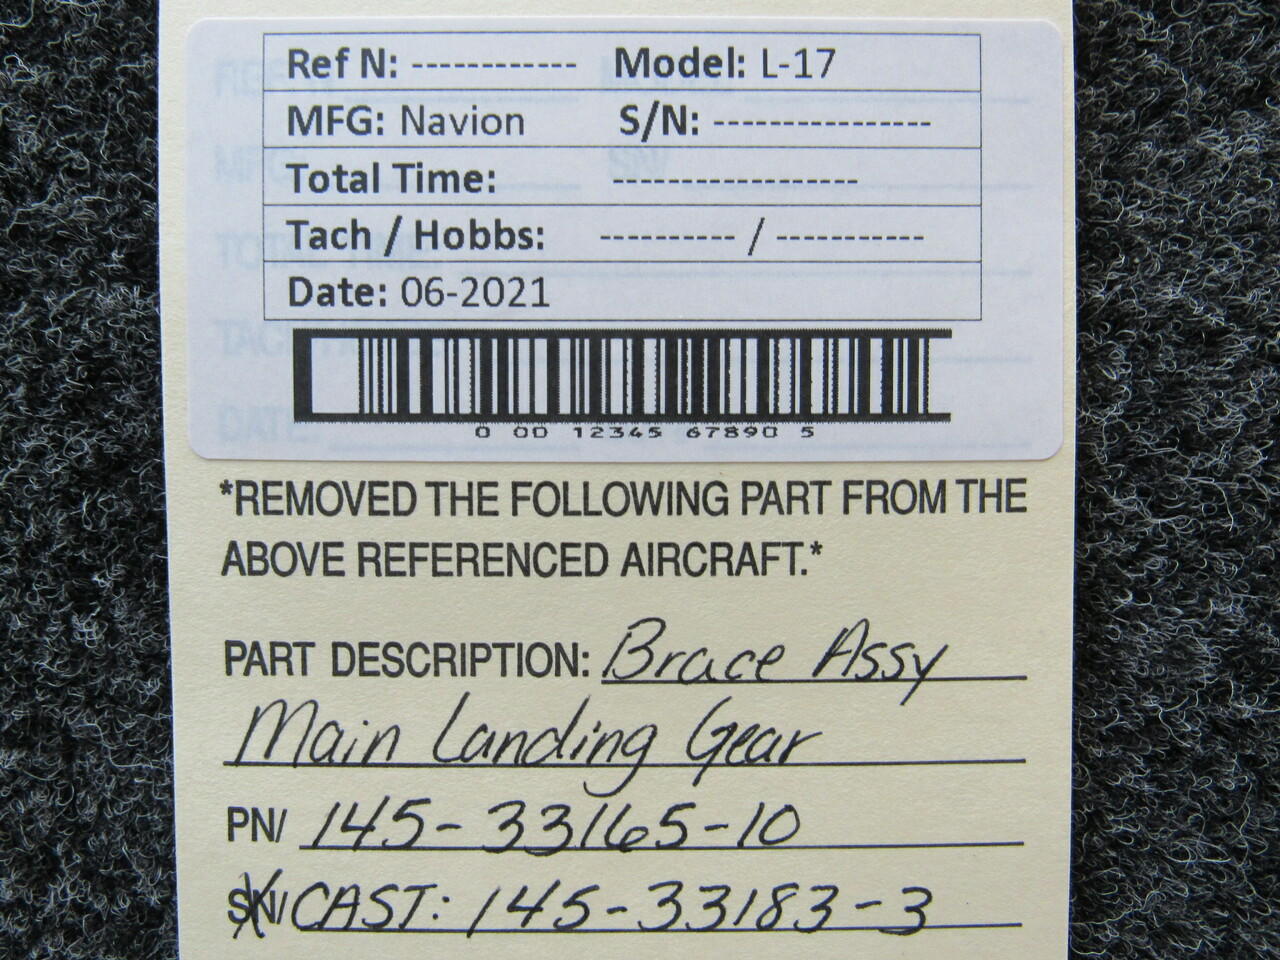 Ref N: ------------ Model: L-17
MFG: Navion S/N: ----------------
Total Time: ------------------
Tach / Hobbs: ---------- / -----------
Date: 06-2021
0 00 12345 67890 5
*REMOVED THE FOLLOWING PART FROM THE
ABOVE REFERENCED AIRCRAFT.*
PART DESCRIPTION: Brace Assy
Main Landing Gear
PN/ 145-33165-10
SN/ CAST: 145-33183-3